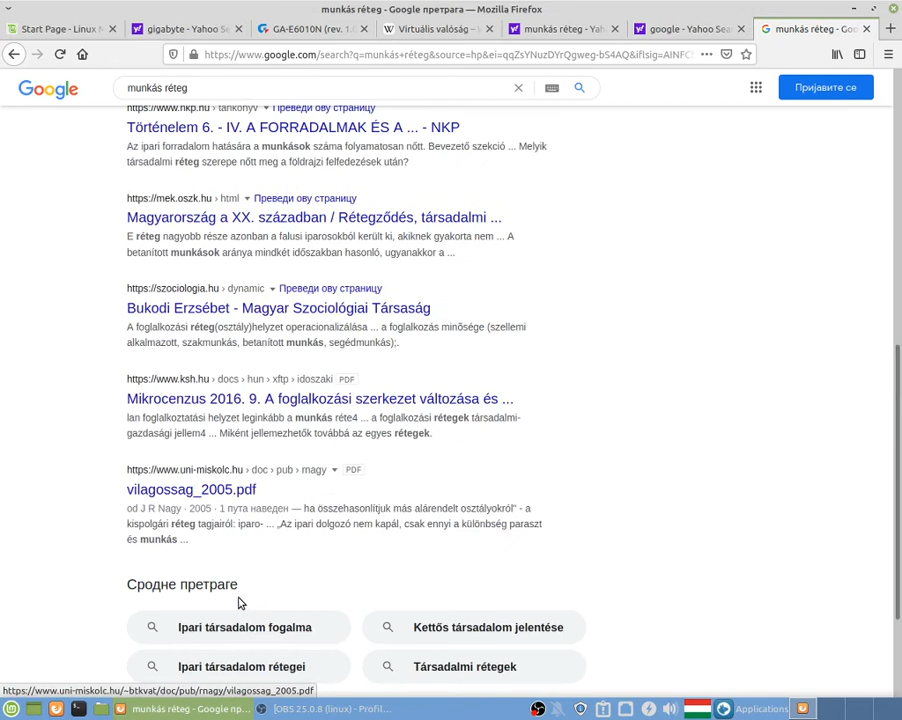 munkás réteg - Google претрага — Mozilla Firefox
Start Page - Linux M
gigabyte - Yahoo Se
GA-E6010N (rev. 1.0
Virtuális valóság –
munkás réteg - Yah
google - Yahoo Sea
munkás réteg - Goo
https://www.google.com/search?q=munkás+réteg&source=hp&ei=qqZsYNuzDYrQgweg-bS4AQ&iflsig=AINFC
Google
munkás réteg
Пријавите се
https://www.nkp.hu › tankonyv
Преведи ову страницу
Történelem 6. - IV. A FORRADALMAK ÉS A ... - NKP
Az ipari forradalom hatására a munkások száma folyamatosan nőtt. Bevezető szekció ... Melyik
társadalmi réteg szerepe nőtt meg a földrajzi felfedezések után?
https://mek.oszk.hu › html
Преведи ову страницу
Magyarország a XX. században / Rétegződés, társadalmi ...
E réteg nagyobb része azonban a falusi iparosokból került ki, akiknek gyakorta nem ... A
betanított munkások aránya mindkét időszakban hasonló, ugyanakkor a ...
https://szociologia.hu › dynamic
Преведи ову страницу
Bukodi Erzsébet - Magyar Szociológiai Társaság
A foglalkozási réteg(osztály)helyzet operacionalizálása ... a foglalkozás minõsége (szellemi
alkalmazott, szakmunkás, betanított munkás, segédmunkás);.
https://www.ksh.hu › docs › hun › xftp › idoszaki PDF
Mikrocenzus 2016. 9. A foglalkozási szerkezet változása és ...
lan foglalkoztatási helyzet leginkább a munkás réte4 ... a foglalkozási rétegek társadalmi-
gazdasági jellem4 ... Miként jellemezhetők továbbá az egyes rétegek.
https://www.uni-miskolc.hu › doc › pub › rnagy PDF
vilagossag_2005.pdf
od J R Nagy · 2005 · 1 пута наведен — ha összehasonlítjuk más alárendelt osztályokról" - a
kispolgári réteg tagjairól: iparo- ... „Az ipari dolgozó nem kapál, csak ennyi a különbség paraszt
és munkás ...
Сродне претраге
Ipari társadalom fogalma
Kettős társadalom jelentése
Ipari társadalom rétegei
Társadalmi rétegek
https://www.uni-miskolc.hu/~btkvat/doc/pub/rnagy/vilagossag_2005.pdf
munkás réteg - Google пр...
[OBS 25.0.8 (linux) - Profil...
Applications